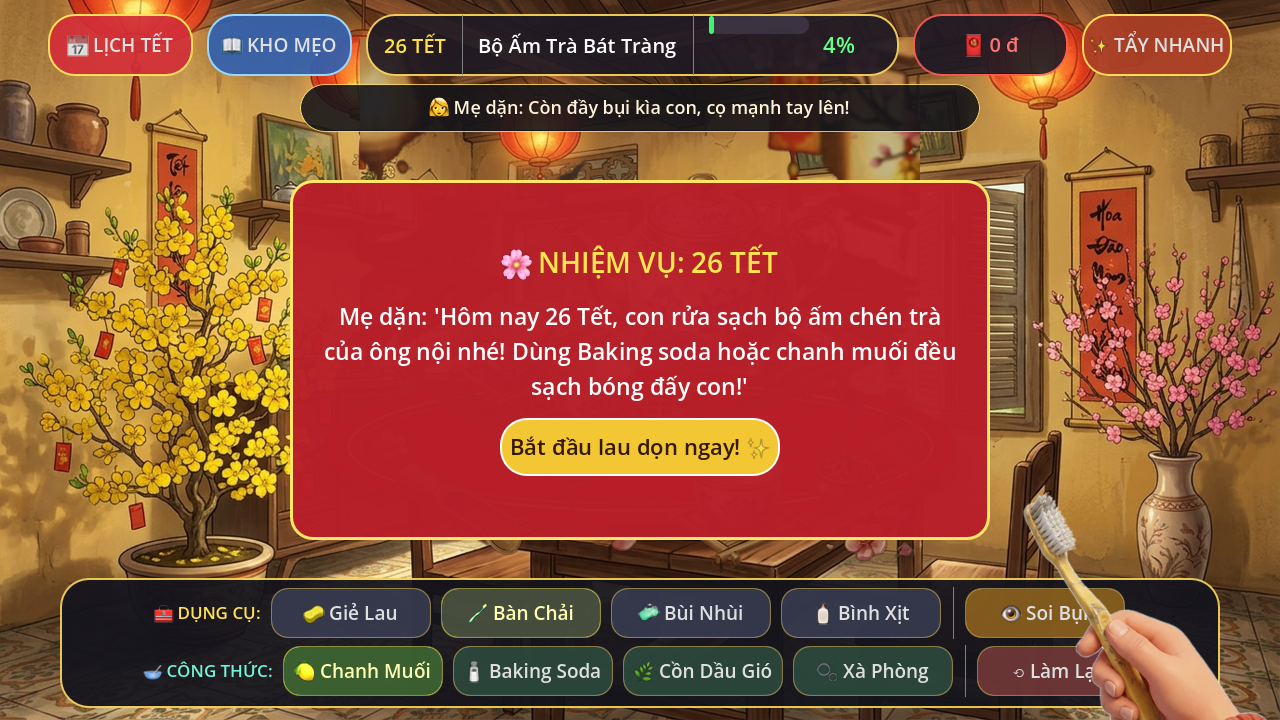 LỊCH TẾT
KHO MẸO
26 TẾT
Bộ Ấm Trà Bát Tràng
4%
0 đ
TẨY NHANH
Mẹ dặn: Còn đầy bụi kìa con, cọ mạnh tay lên!
NHIỆM VỤ: 26 TẾT
Mẹ dặn: 'Hôm nay 26 Tết, con rửa sạch bộ ấm chén trà
của ông nội nhé! Dùng Baking soda hoặc chanh muối đều
sạch bóng đấy con!'
Bắt đầu lau dọn ngay!
Hoa
Đào
DỤNG CỤ:
Giẻ Lau
Bàn Chải
Bùi Nhùi
Bình Xịt
Soi
CÔNG THỨC:
Chanh Muối
Baking Soda
Cồn Dầu Gió
Xà Phòng
Làm